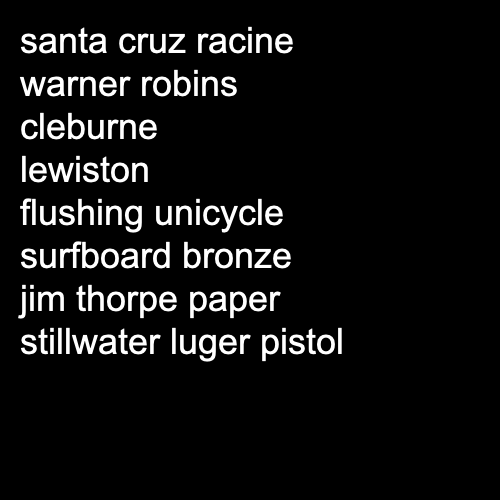 santa cruz racine
warner robins
cleburne
lewiston
flushing unicycle
surfboard bronze
jim thorpe paper
stillwater luger pistol